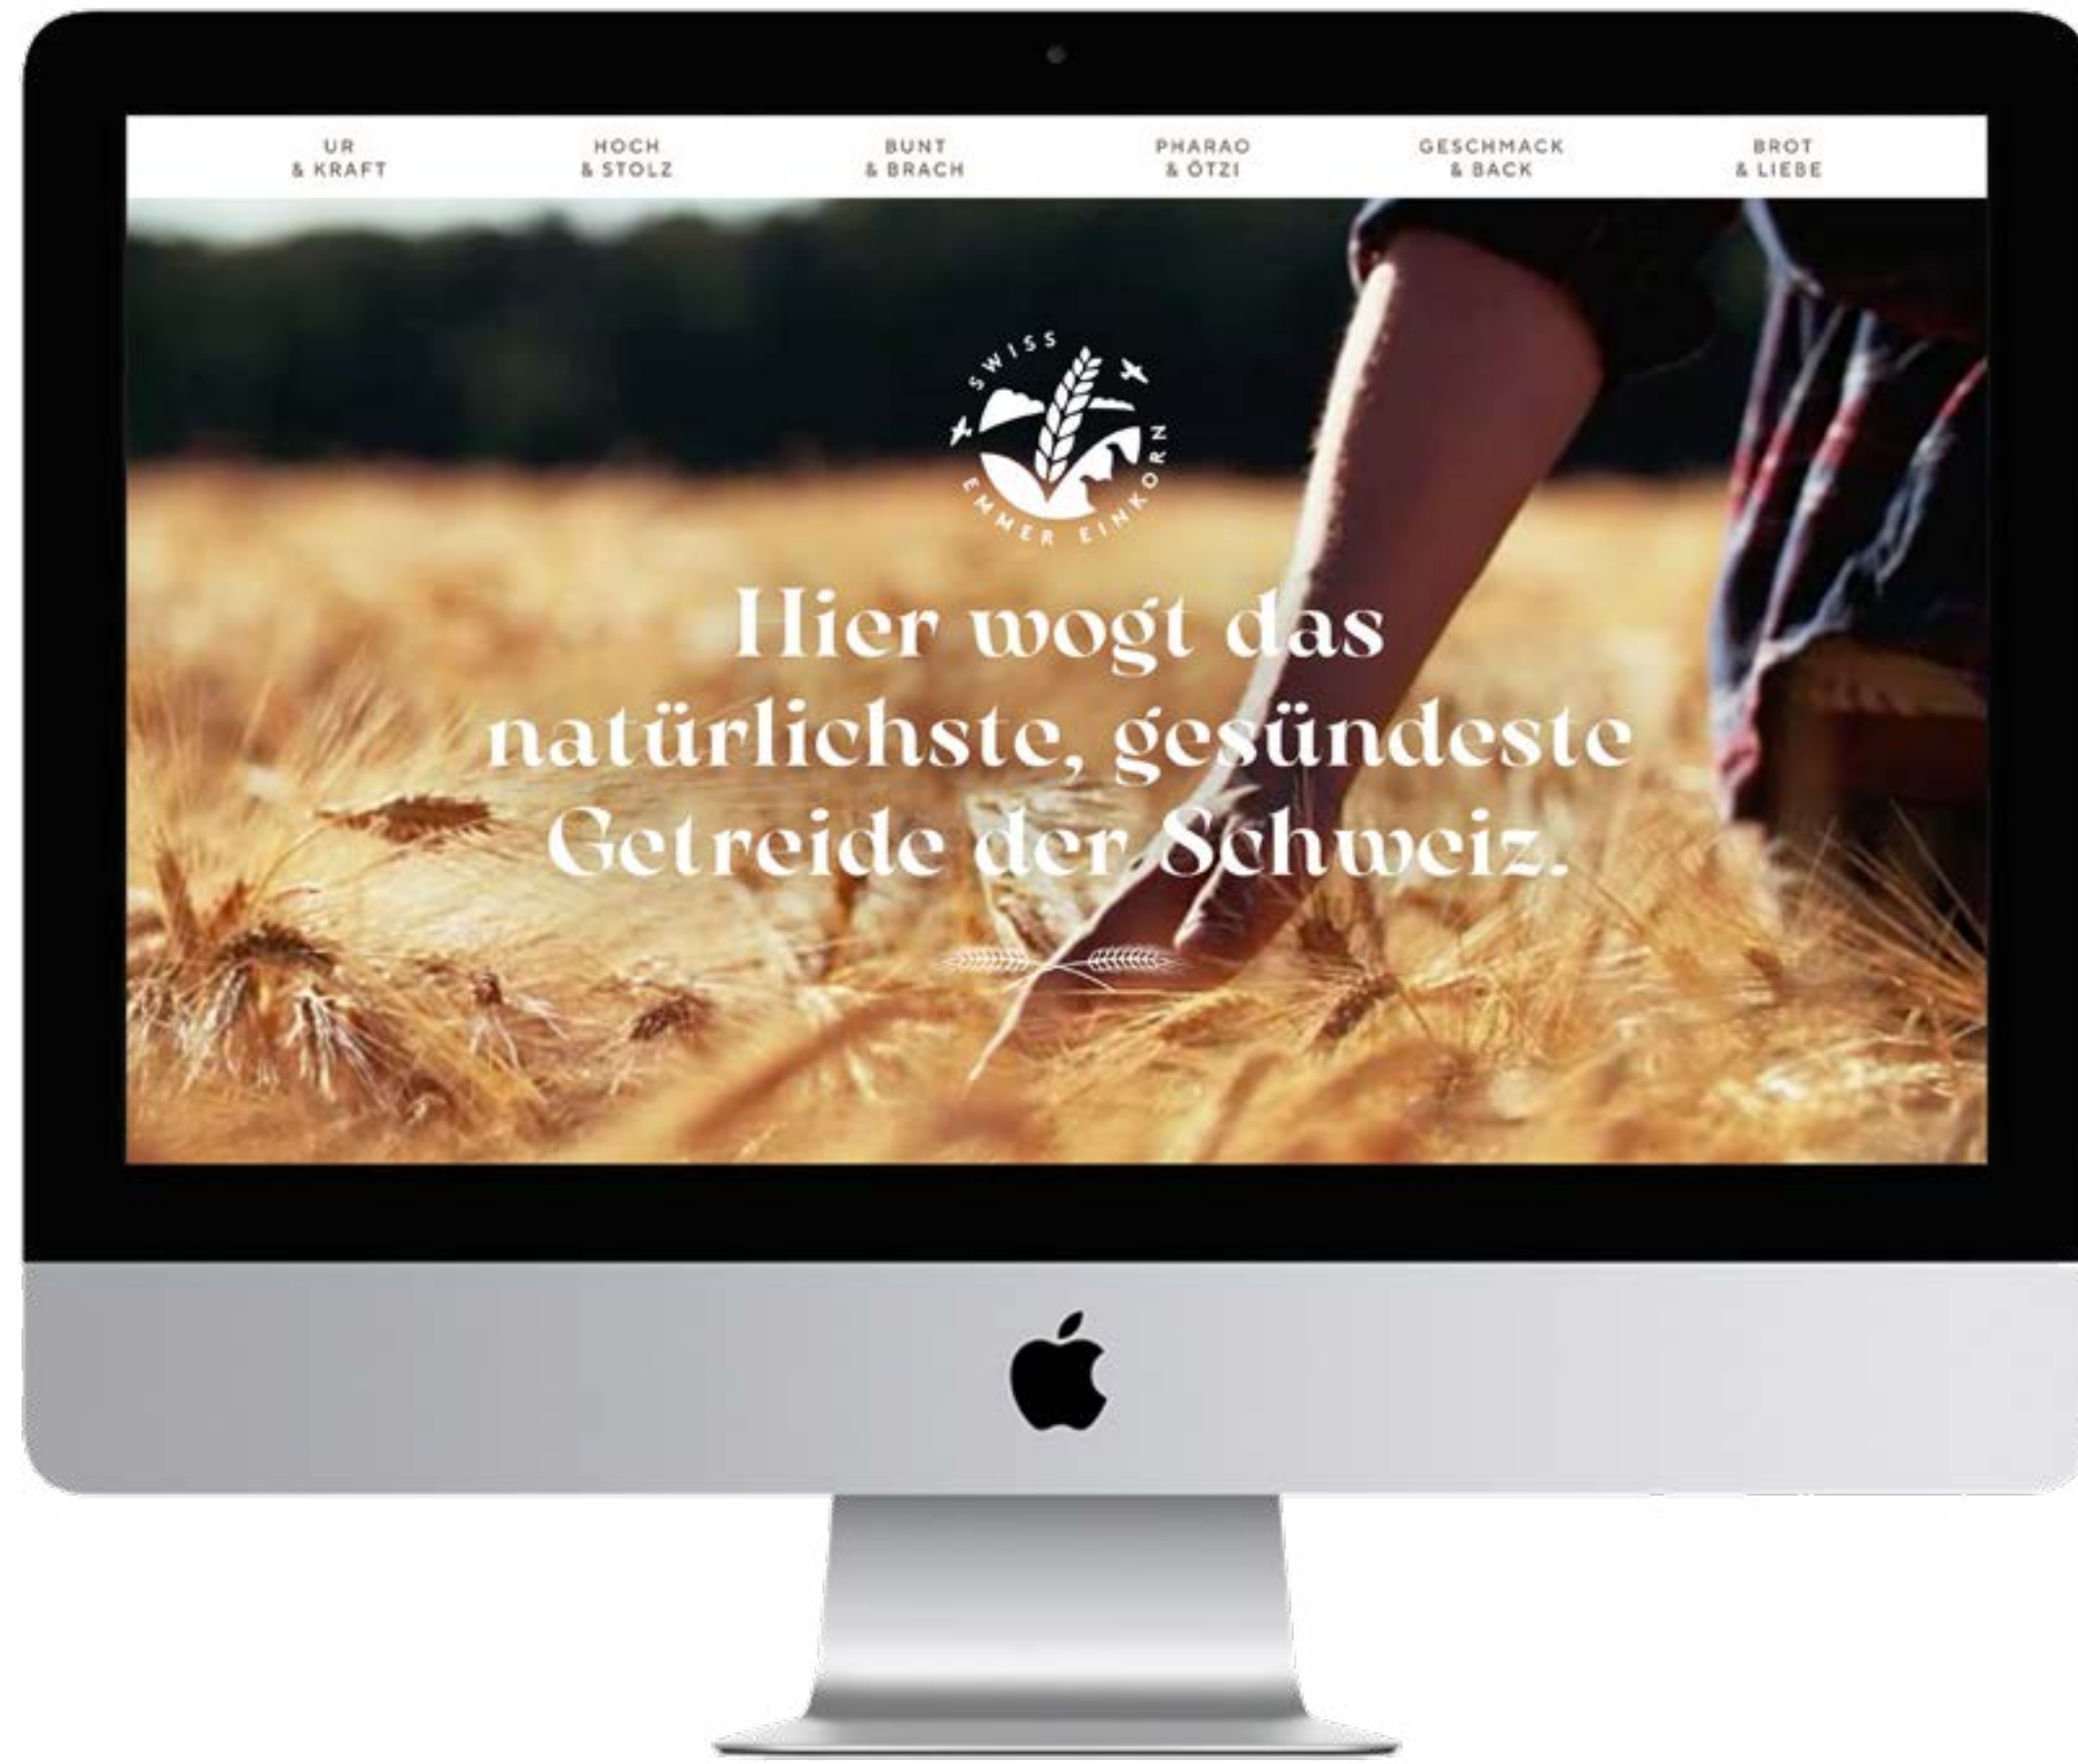 UR
& KRAFT
HOCH
& STOLZ
BUNT
& BRACH
PHARAO
& ÖTZI
GESCHMACK
& BACK
BROT
& LIEBE
SWISS
EMMER EINKORN
Hier wogt das
natürlichste, gesündeste
Getreide der Schweiz.